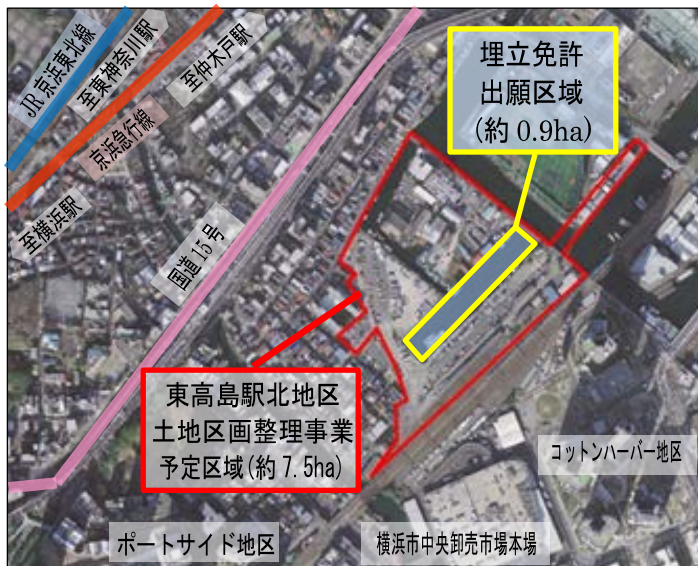 JR 京浜東北線
至東神奈川駅
至仲木戸駅
京浜急行線
至横浜駅
国道 15 号
埋立免許
出願区域
(約 0.9ha)
東高島駅北地区
土地区画整理事業
予定区域(約 7.5ha)
コットンハーバー地区
ポートサイド地区
横浜市中央卸売市場本場